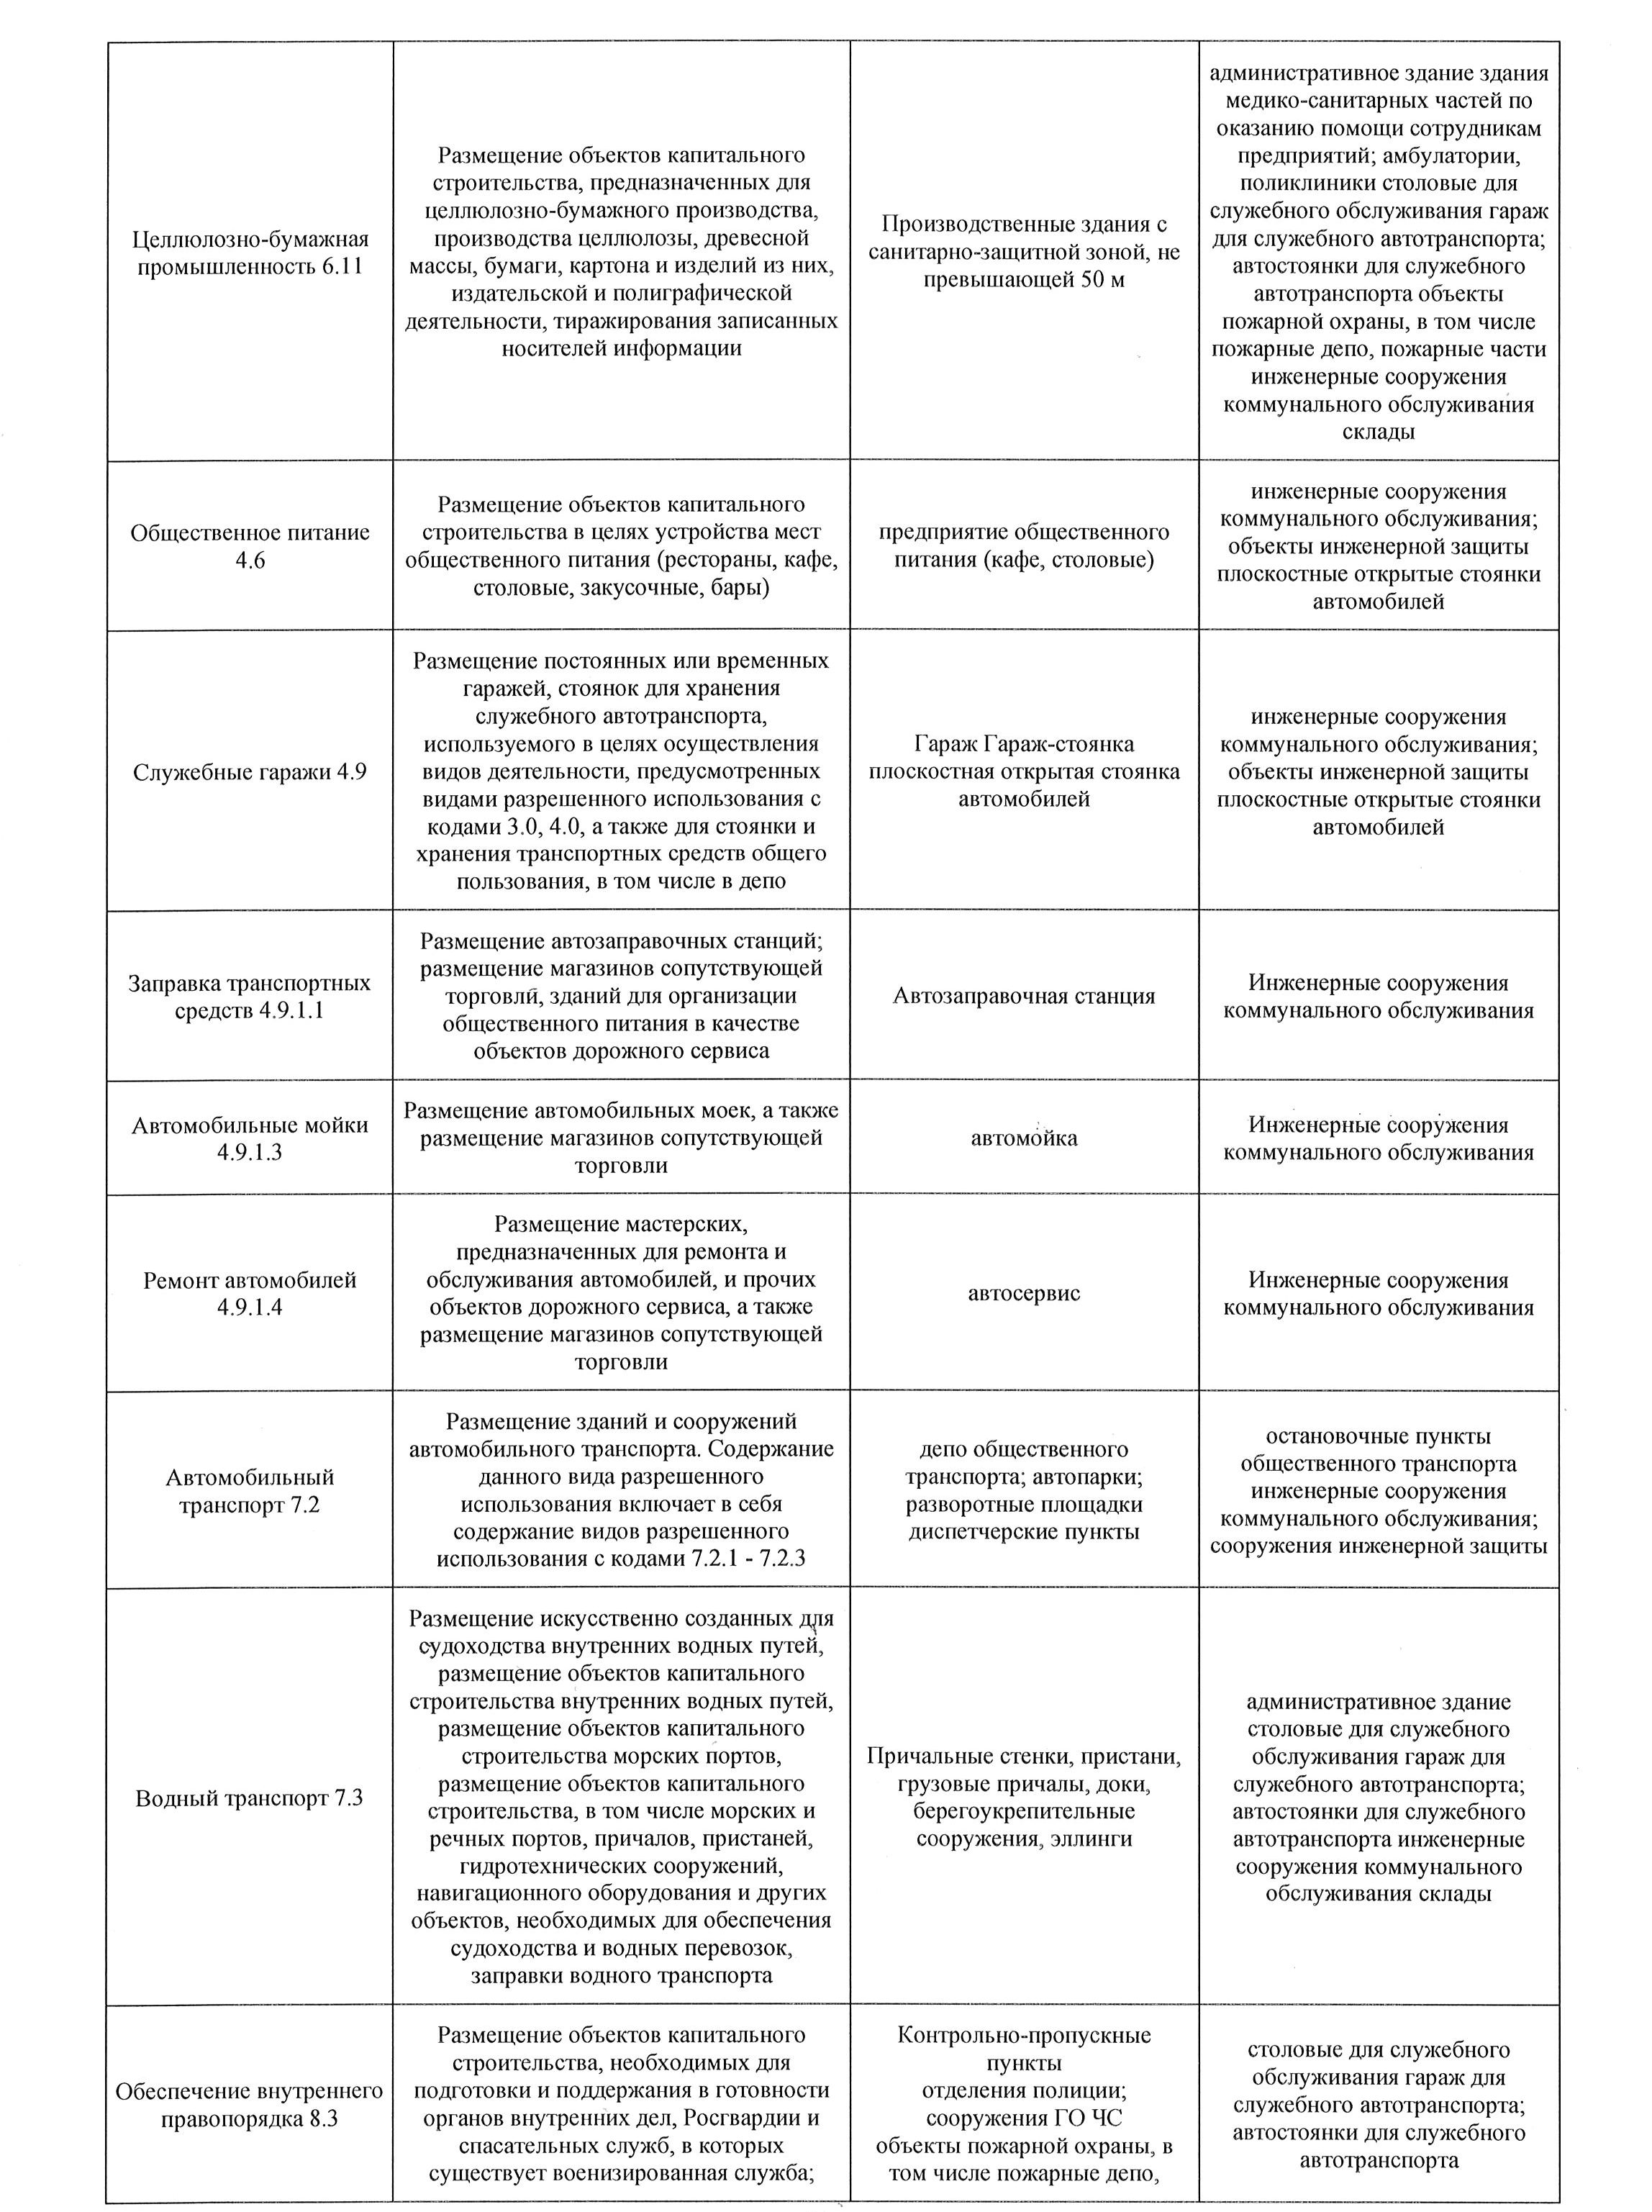 Целлюлозно-бумажная
промышленность 6.11
Размещение объектов капитального
строительства, предназначенных для
целлюлозно-бумажного производства,
производства целлюлозы, древесной
массы, бумаги, картона и изделий из них,
издательской и полиграфической
деятельности, тиражирования записанных
носителей информации
Производственные здания с
санитарно-защитной зоной, не
превышающей 50 м
административное здание здания
медико-санитарных частей по
оказанию помощи сотрудникам
предприятий; амбулатории,
поликлиники столовые для
служебного обслуживания гараж
для служебного автотранспорта;
автостоянки для служебного
автотранспорта объекты
пожарной охраны, в том числе
пожарные депо, пожарные части
инженерные сооружения
коммунального обслуживания
склады
Общественное питание
4.6
Размещение объектов капитального
строительства в целях устройства мест
общественного питания (рестораны, кафе,
столовые, закусочные, бары)
предприятие общественного
питания (кафе, столовые)
инженерные сооружения
коммунального обслуживания;
объекты инженерной защиты
плоскостные открытые стоянки
автомобилей
Служебные гаражи 4.9
Размещение постоянных или временных
гаражей, стоянок для хранения
служебного автотранспорта,
используемого в целях осуществления
видов деятельности, предусмотренных
видами разрешенного использования с
кодами 3.0, 4.0, а также для стоянки и
хранения транспортных средств общего
пользования, в том числе в депо
Гараж Гараж-стоянка
плоскостная открытая стоянка
автомобилей
инженерные сооружения
коммунального обслуживания;
объекты инженерной защиты
плоскостные открытые стоянки
автомобилей
Заправка транспортных
средств 4.9.1.1
Размещение автозаправочных станций;
размещение магазинов сопутствующей
торговли, зданий для организации
общественного питания в качестве
объектов дорожного сервиса
Автозаправочная станция
Инженерные сооружения
коммунального обслуживания
Автомобильные мойки
4.9.1.3
Размещение автомобильных моек, а также
размещение магазинов сопутствующей
торговли
автомойка
Инженерные сооружения
коммунального обслуживания
Ремонт автомобилей
4.9.1.4
Размещение мастерских,
предназначенных для ремонта и
обслуживания автомобилей, и прочих
объектов дорожного сервиса, а также
размещение магазинов сопутствующей
торговли
автосервис
Инженерные сооружения
коммунального обслуживания
Автомобильный
транспорт 7.2
Размещение зданий и сооружений
автомобильного транспорта. Содержание
данного вида разрешенного
использования включает в себя
содержание видов разрешенного
использования с кодами 7.2.1 - 7.2.3
депо общественного
транспорта; автопарки;
разворотные площадки
диспетчерские пункты
остановочные пункты
общественного транспорта
инженерные сооружения
коммунального обслуживания;
сооружения инженерной защиты
Водный транспорт 7.3
Размещение искусственно созданных для
судоходства внутренних водных путей,
размещение объектов капитального
строительства внутренних водных путей,
размещение объектов капитального
строительства морских портов,
размещение объектов капитального
строительства, в том числе морских и
речных портов, причалов, пристаней,
гидротехнических сооружений,
навигационного оборудования и других
объектов, необходимых для обеспечения
судоходства и водных перевозок,
заправки водного транспорта
Причальные стенки, пристани,
грузовые причалы, доки,
берегоукрепительные
сооружения, эллинги
административное здание
столовые для служебного
обслуживания гараж для
служебного автотранспорта;
автостоянки для служебного
автотранспорта инженерные
сооружения коммунального
обслуживания склады
Обеспечение внутреннего
правопорядка 8.3
Размещение объектов капитального
строительства, необходимых для
подготовки и поддержания в готовности
органов внутренних дел, Росгвардии и
спасательных служб, в которых
существует военизированная служба;
Контрольно-пропускные
пункты
отделения полиции;
сооружения ГО ЧС
объекты пожарной охраны, в
том числе пожарные депо,
столовые для служебного
обслуживания гараж для
служебного автотранспорта;
автостоянки для служебного
автотранспорта